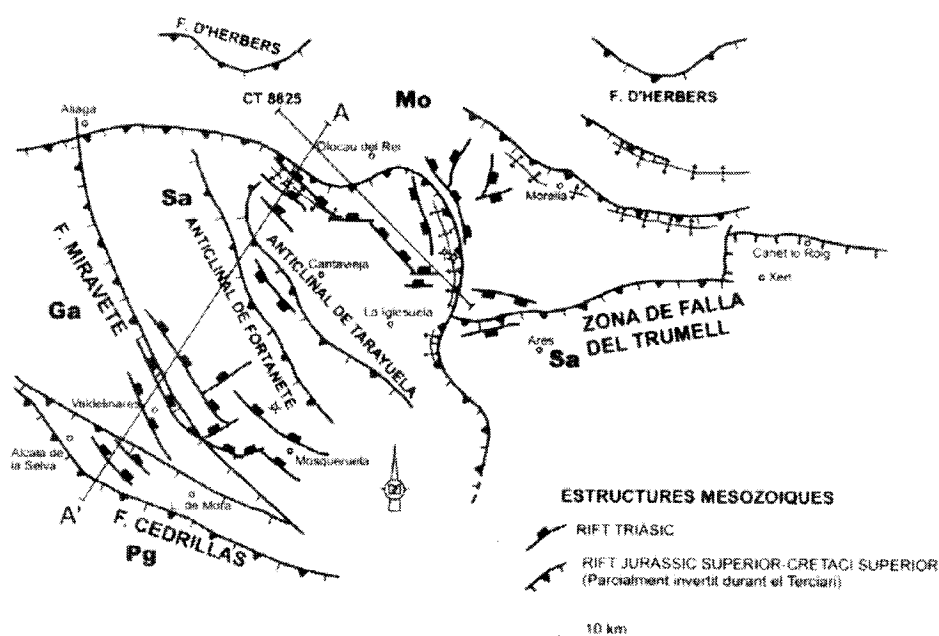 F. D'HERBERS
F. D'HERBERS
CT 8625
A
Mo
Aliaga
Olocau del Rei
Sa
Morella
F. MIRAVETE
ANTICLINAL DE FORTANETE
ANTICLINAL DE TARAYUELA
Cantavieja
Canet lo Roig
Xert
Ga
La Iglesuela
ZONA DE FALLA
DEL TRUMELL
Ares
Sa
Valdelinares
Alcala de
la Selva
Mosqueruela
A'
de Mora
F. CEDRILLAS
Pg
ESTRUCTURES MESOZOIQUES
RIFT TRIASIC
RIFT JURASSIC SUPERIOR-CRETACI SUPERIOR
(Parcialment invertit durant el Terciari)
10 km